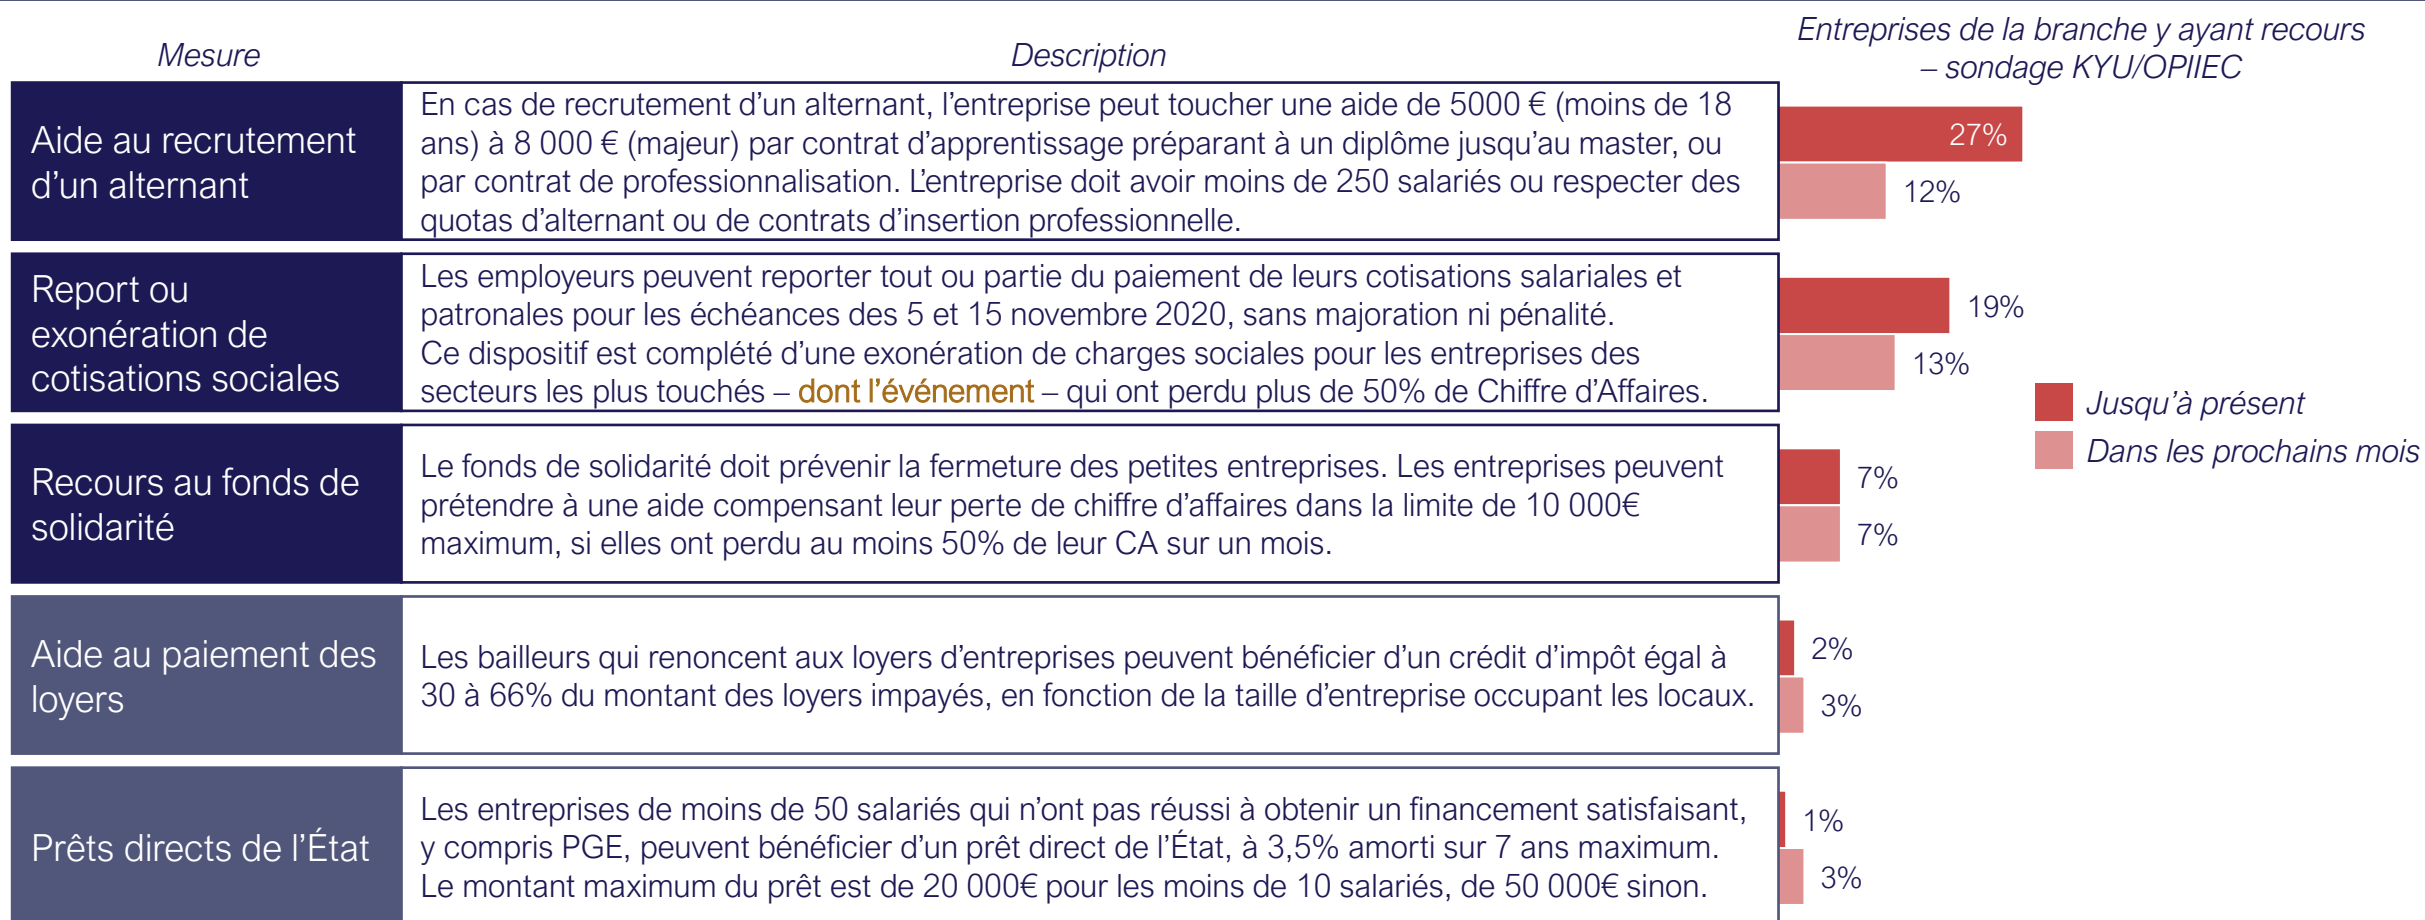 Mesure
Description
Entreprises de la branche y ayant recours
– sondage KYU/OPIIEC
Aide au recrutement
d’un alternant
En cas de recrutement d’un alternant, l’entreprise peut toucher une aide de 5000 € (moins de 18
ans) à 8 000 € (majeur) par contrat d’apprentissage préparant à un diplôme jusqu’au master, ou
par contrat de professionnalisation. L’entreprise doit avoir moins de 250 salariés ou respecter des
quotas d’alternant ou de contrats d’insertion professionnelle.
27%
12%
Report ou
exonération de
cotisations sociales
Les employeurs peuvent reporter tout ou partie du paiement de leurs cotisations salariales et
patronales pour les échéances des 5 et 15 novembre 2020, sans majoration ni pénalité.
Ce dispositif est complété d’une exonération de charges sociales pour les entreprises des
secteurs les plus touchés – dont l’événement – qui ont perdu plus de 50% de Chiffre d’Affaires.
19%
13%
Jusqu’à présent
Dans les prochains mois
Recours au fonds de
solidarité
Le fonds de solidarité doit prévenir la fermeture des petites entreprises. Les entreprises peuvent
prétendre à une aide compensant leur perte de chiffre d’affaires dans la limite de 10 000€
maximum, si elles ont perdu au moins 50% de leur CA sur un mois.
7%
7%
Aide au paiement des
loyers
Les bailleurs qui renoncent aux loyers d’entreprises peuvent bénéficier d’un crédit d’impôt égal à
30 à 66% du montant des loyers impayés, en fonction de la taille d’entreprise occupant les locaux.
2%
3%
Prêts directs de l’État
Les entreprises de moins de 50 salariés qui n’ont pas réussi à obtenir un financement satisfaisant,
y compris PGE, peuvent bénéficier d’un prêt direct de l’État, à 3,5% amorti sur 7 ans maximum.
Le montant maximum du prêt est de 20 000€ pour les moins de 10 salariés, de 50 000€ sinon.
1%
3%